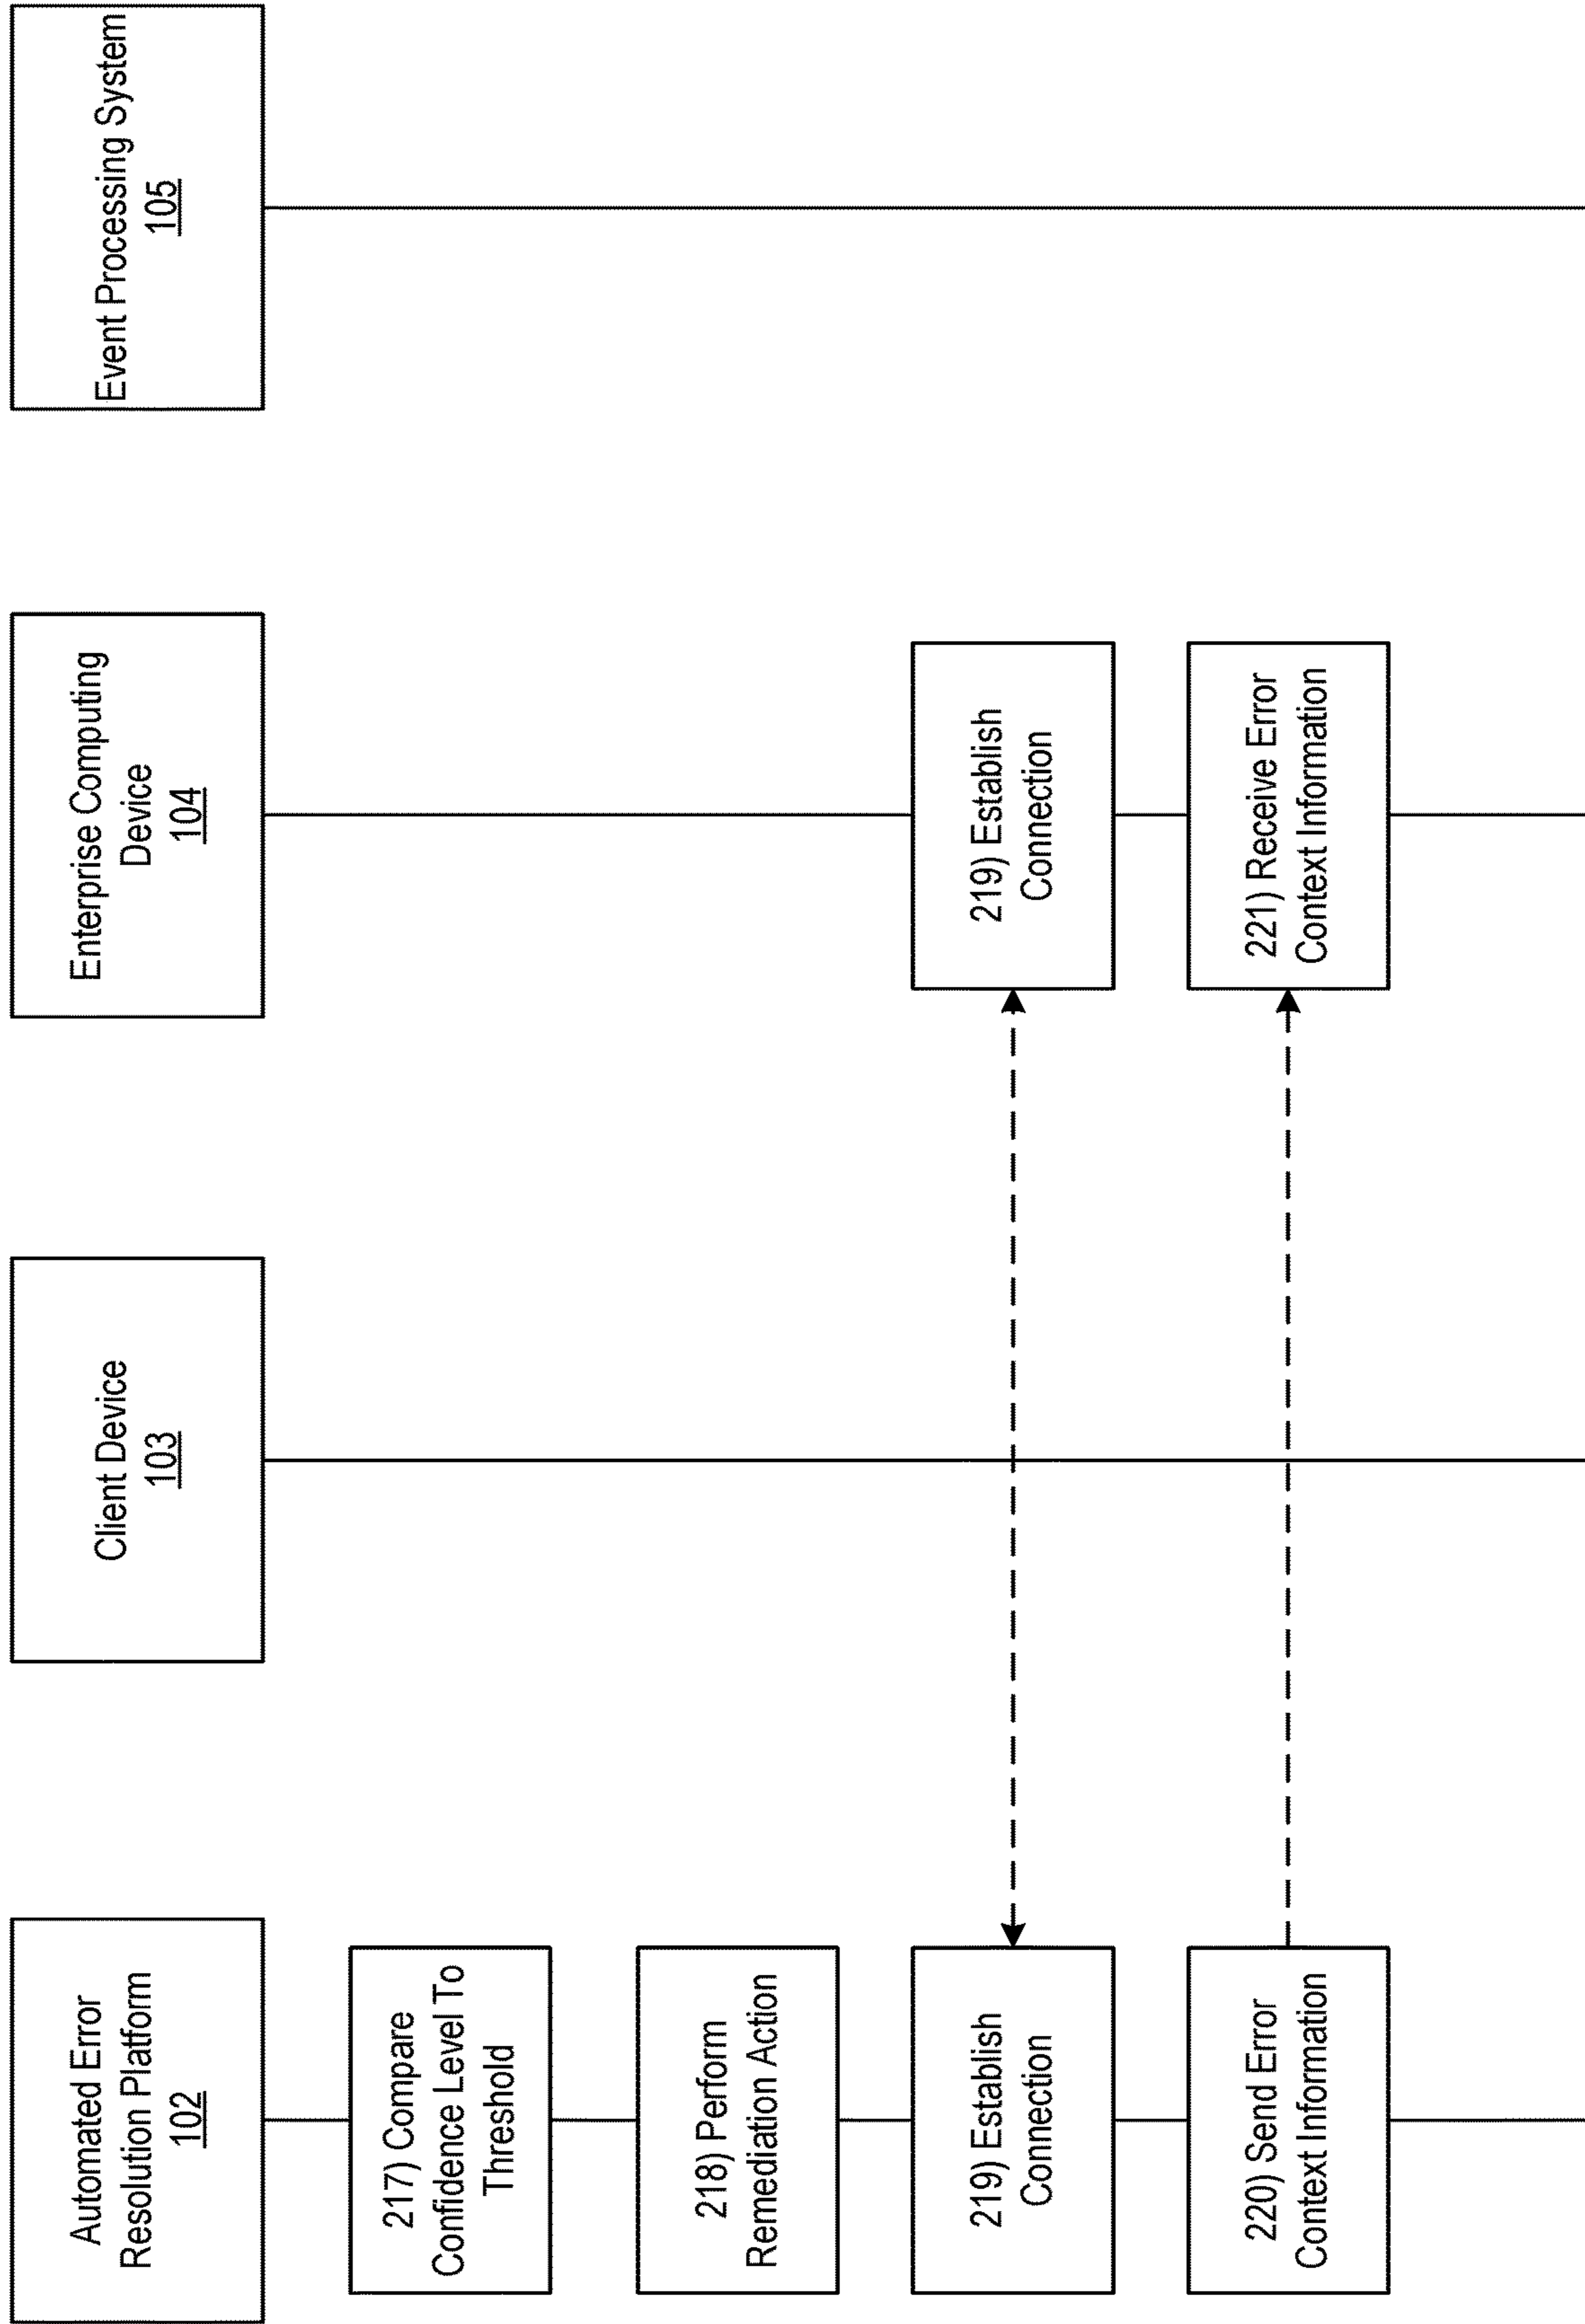 Automated Error
Resolution Platform
102
Client Device
103
Enterprise Computing
Device
104
Event Processing System
105
217) Compare
Confidence Level To
Threshold
218) Perform
Remediation Action
219) Establish
Connection
219) Establish
Connection
220) Send Error
Context Information
221) Receive Error
Context Information